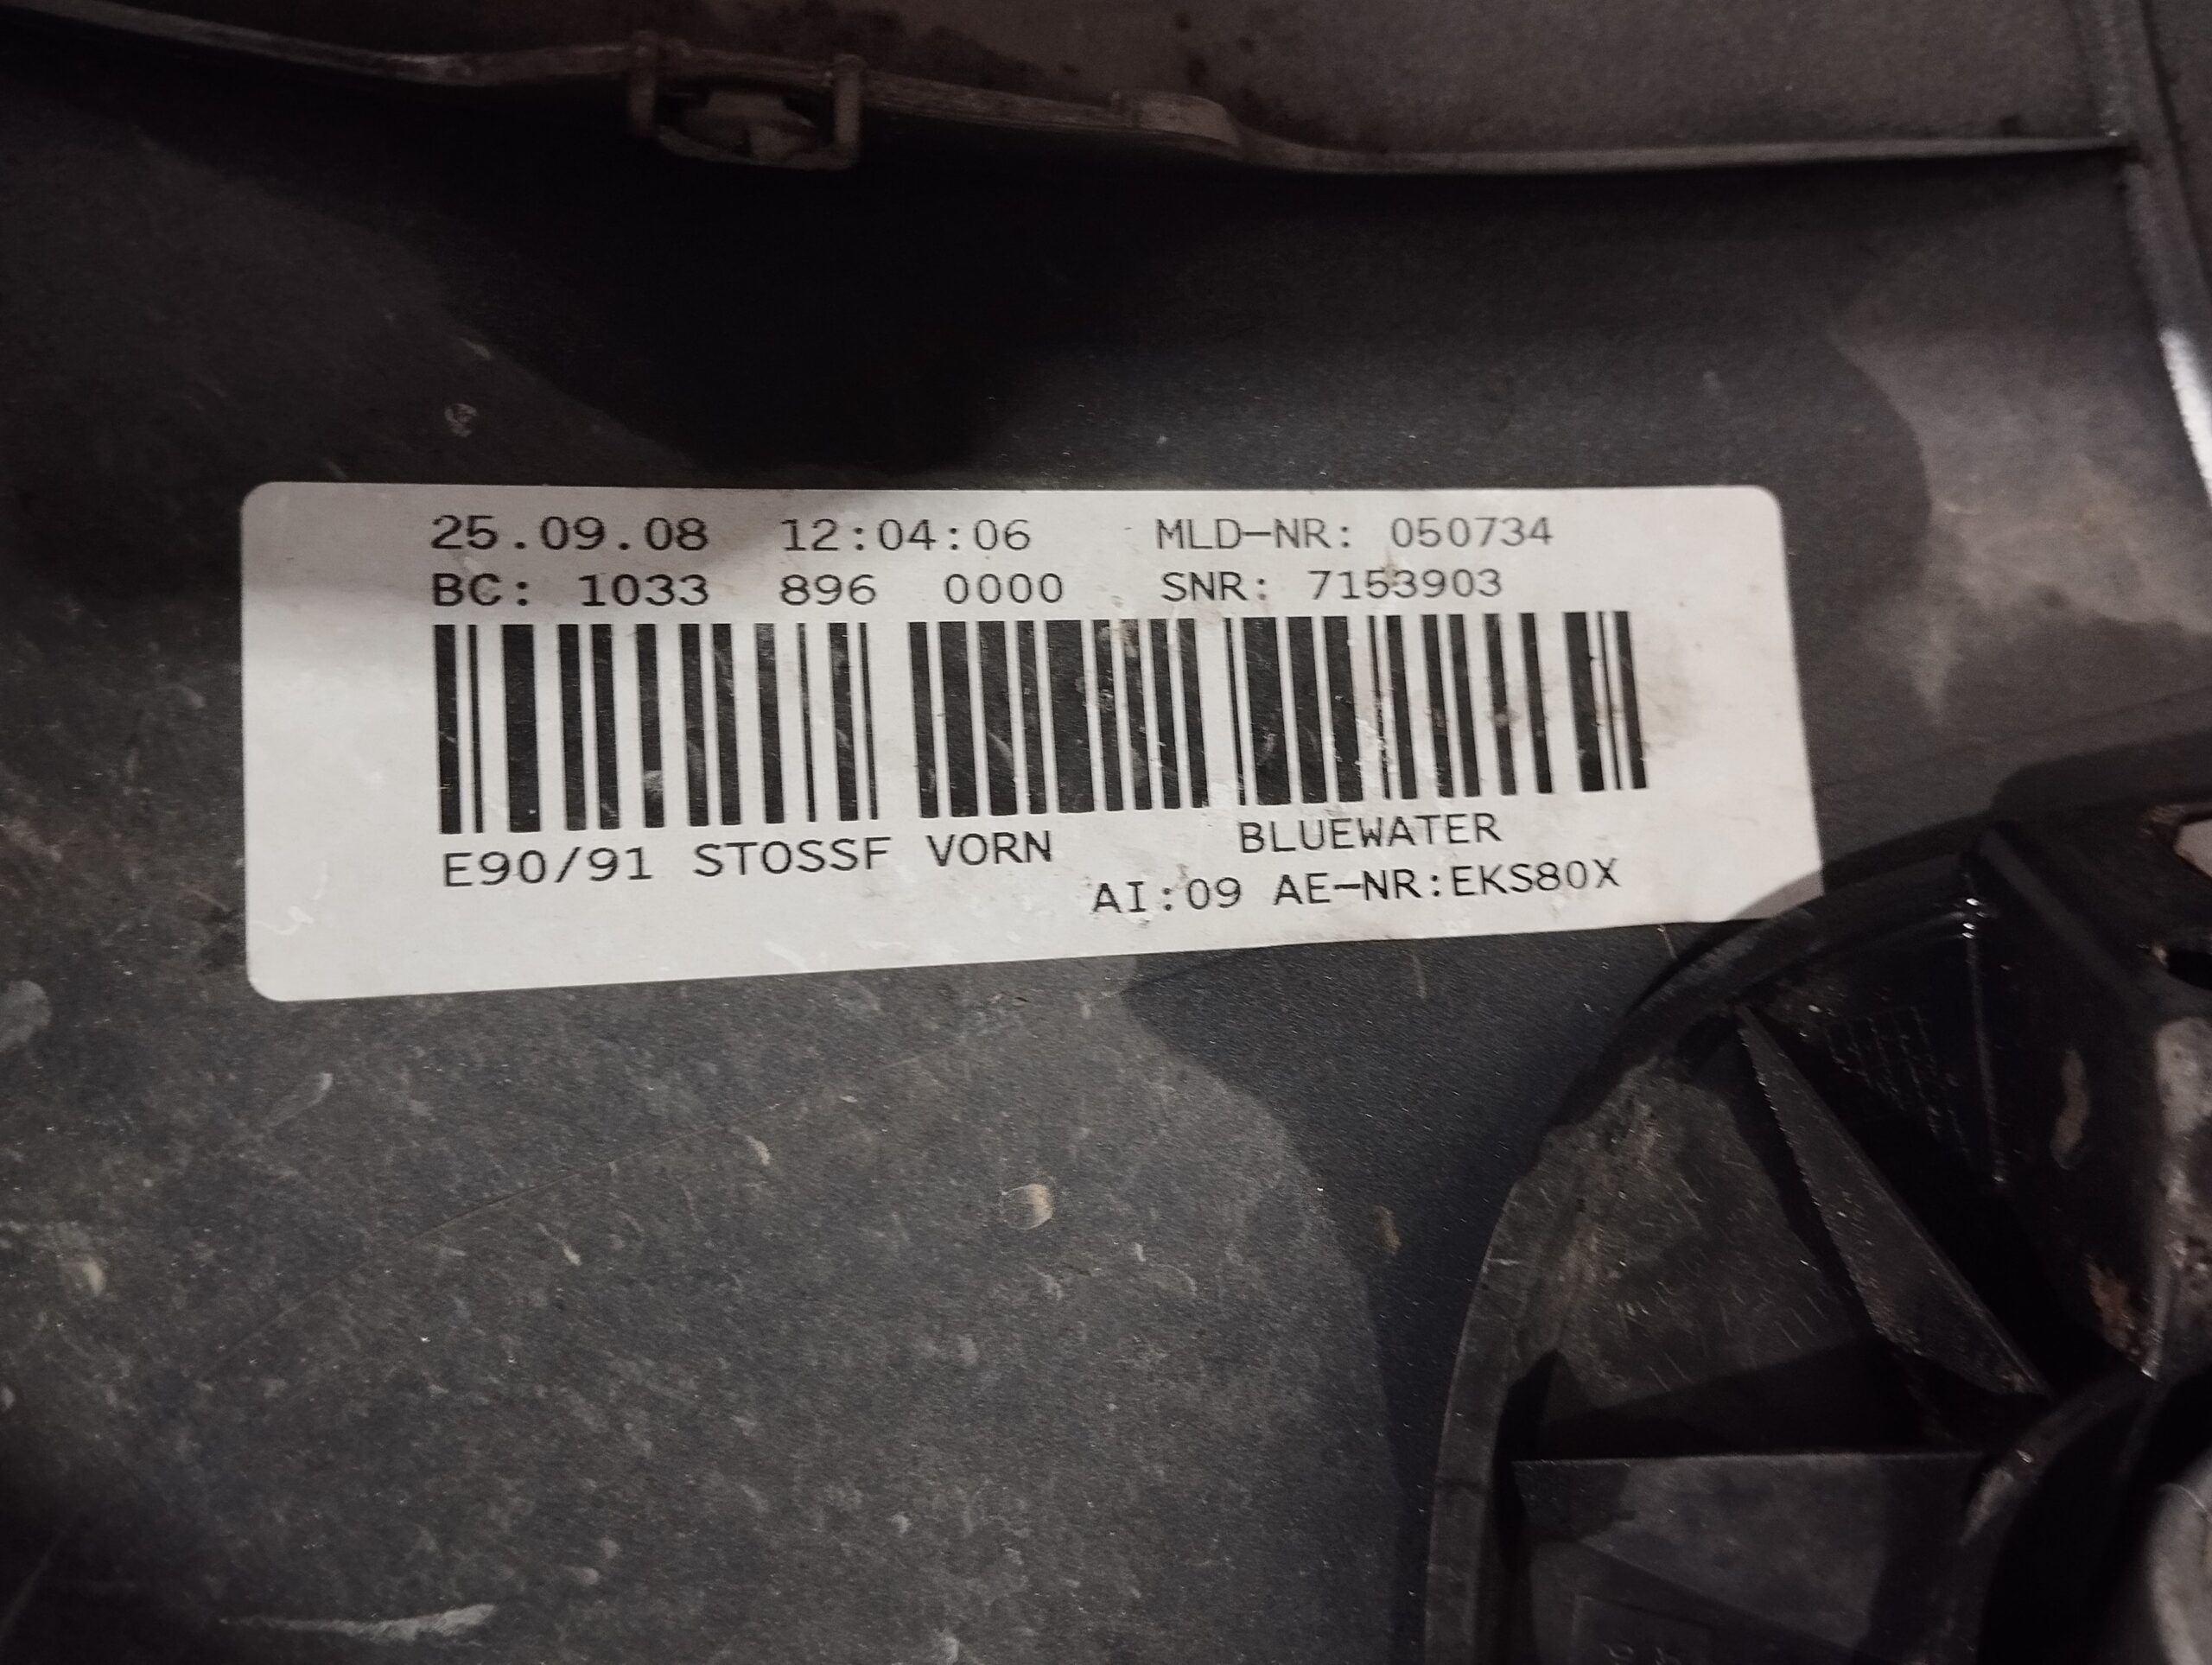 25.09.08 12:04:06 MLD-NR: 050734
BC: 1033 896 0000 SNR: 7153903
E90/91 STOSSF VORN BLUEWATER
AI:09 AE-NR:EKS80X